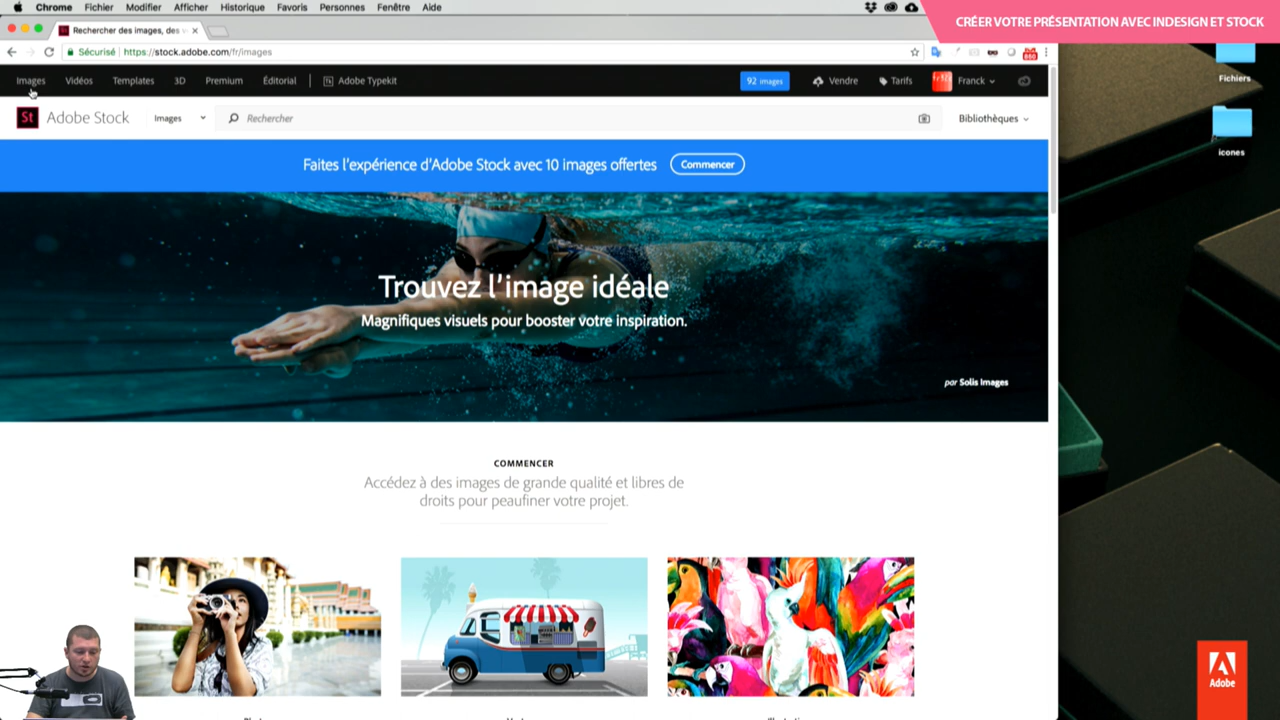 Chrome Fichier Modifier Afficher Historique Favoris Personnes Fenêtre Aide
CRÉER VOTRE PRÉSENTATION AVEC INDESIGN ET STOCK
Rechercher des images, des v
Sécurisé https://stock.adobe.com/fr/images
Images Vidéos Templates 3D Premium Éditorial Adobe Typekit 92 images Vendre Tarifs Franck
Fichiers
St Adobe Stock Images Rechercher Bibliothèques
icones
Faites l'expérience d'Adobe Stock avec 10 images offertes Commencer
Trouvez l'image idéale
Magnifiques visuels pour booster votre inspiration.
par Solis Images
COMMENCER
Accédez à des images de grande qualité et libres de
droits pour peaufiner votre projet.
Adobe